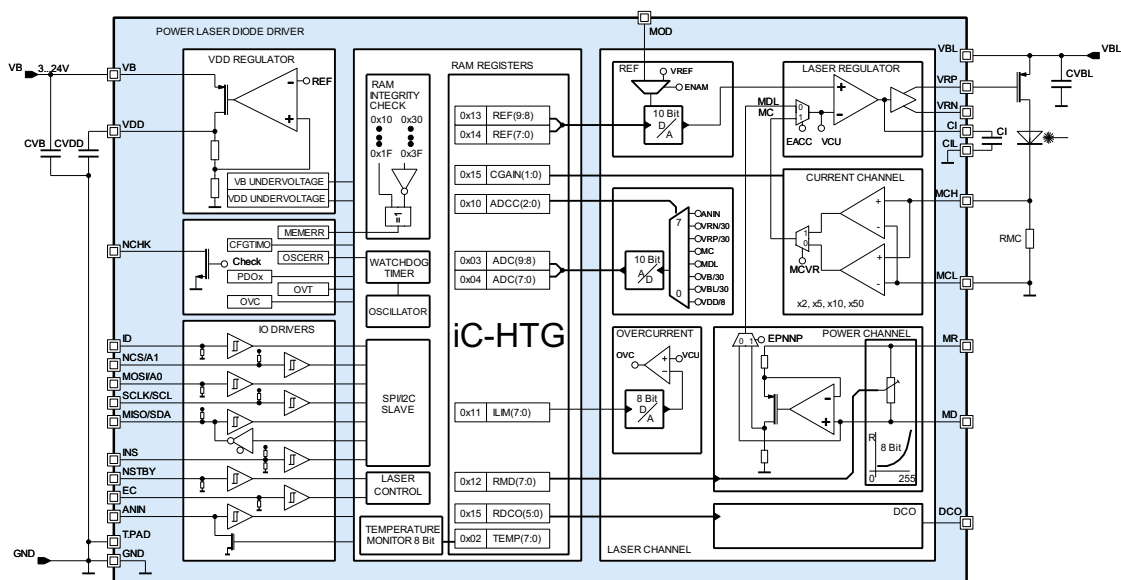 MOD
POWER LASER DIODE DRIVER
VB 3..24V
VB
VDD REGULATOR
REF
VDD
CVB
CVDD
VB UNDERVOLTAGE
VDD UNDERVOLTAGE
NCHK
Check
MEMERR
CFGTIMO
OSCERR
PDOx
OVT
OVC
IO DRIVERS
ID
NCS/A1
MOSI/A0
SCLK/SCL
MISO/SDA
INS
NSTBY
EC
ANIN
T.PAD
GND
GND
RAM INTEGRITY CHECK
0x10 0x30
0x1F 0x3F
=1
WATCHDOG TIMER
OSCILLATOR
SPI/I2C SLAVE
LASER CONTROL
TEMPERATURE MONITOR 8 Bit
RAM REGISTERS
0x13 REF(9:8)
0x14 REF(7:0)
0x15 CGAIN(1:0)
0x10 ADCC(2:0)
0x03 ADC(9:8)
0x04 ADC(7:0)
iC-HTG
0x11 ILIM(7:0)
0x12 RMD(7:0)
0x15 RDCO(5:0)
0x02 TEMP(7:0)
REF
VREF
ENAM
10 Bit
D/A
LASER REGULATOR
MDL
MC
0
1
EACC
VCU
+
-
10 Bit
A/D
7
0
ANIN
VRN/30
VRP/30
MC
MDL
VB/30
VBL/30
VDD/8
CURRENT CHANNEL
1
0
MCVR
+
-
+
-
x2, x5, x10, x50
OVERCURRENT
OVC
VCU
+
-
8 Bit
D/A
POWER CHANNEL
EPNNP
0 1
-
+
R
8 Bit
0 255
DCO
LASER CHANNEL
VBL
VBL
VRP
CVBL
VRN
CI
CI
CIL
MCH
RMC
MCL
MR
MD
DCO